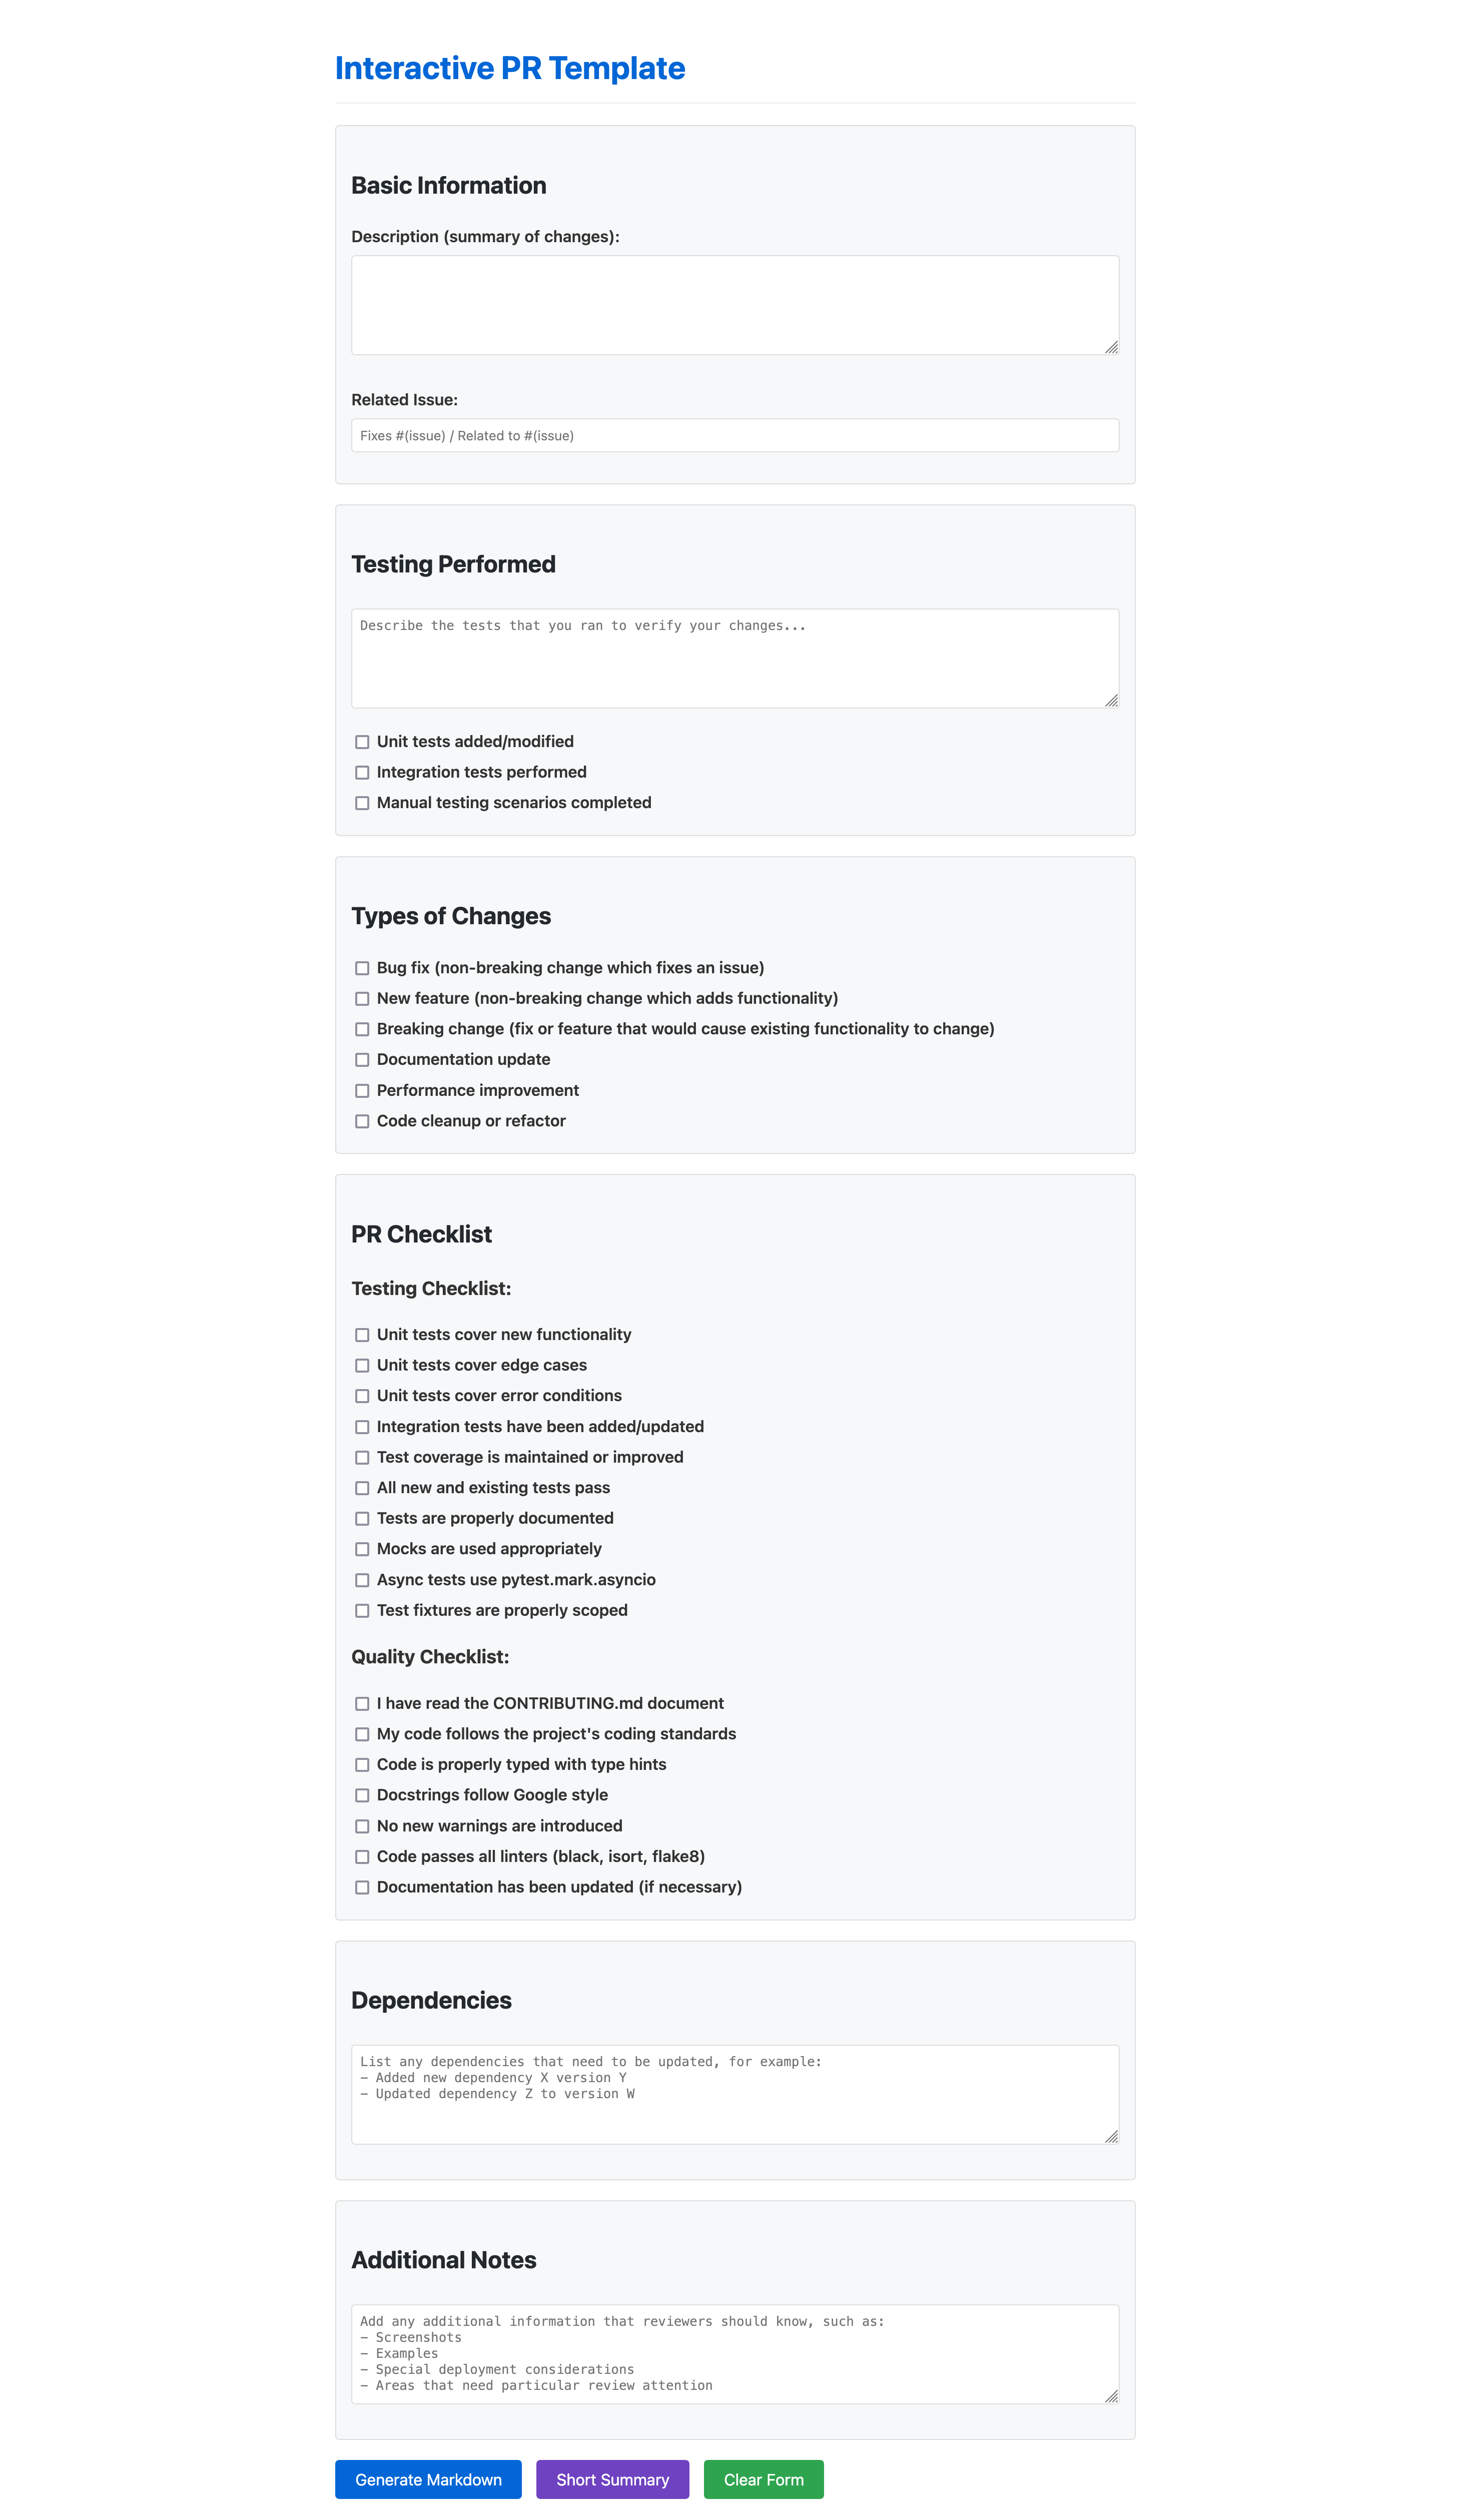 Interactive PR Template
Basic Information
Description (summary of changes):
Related Issue:
Fixes #(issue) / Related to #(issue)
Testing Performed
Describe the tests that you ran to verify your changes...
Unit tests added/modified
Integration tests performed
Manual testing scenarios completed
Types of Changes
Bug fix (non-breaking change which fixes an issue)
New feature (non-breaking change which adds functionality)
Breaking change (fix or feature that would cause existing functionality to change)
Documentation update
Performance improvement
Code cleanup or refactor
PR Checklist
Testing Checklist:
Unit tests cover new functionality
Unit tests cover edge cases
Unit tests cover error conditions
Integration tests have been added/updated
Test coverage is maintained or improved
All new and existing tests pass
Tests are properly documented
Mocks are used appropriately
Async tests use pytest.mark.asyncio
Test fixtures are properly scoped
Quality Checklist:
I have read the CONTRIBUTING.md document
My code follows the project's coding standards
Code is properly typed with type hints
Docstrings follow Google style
No new warnings are introduced
Code passes all linters (black, isort, flake8)
Documentation has been updated (if necessary)
Dependencies
List any dependencies that need to be updated, for example:
- Added new dependency X version Y
- Updated dependency Z to version W
Additional Notes
Add any additional information that reviewers should know, such as:
- Screenshots
- Examples
- Special deployment considerations
- Areas that need particular review attention
Generate Markdown
Short Summary
Clear Form